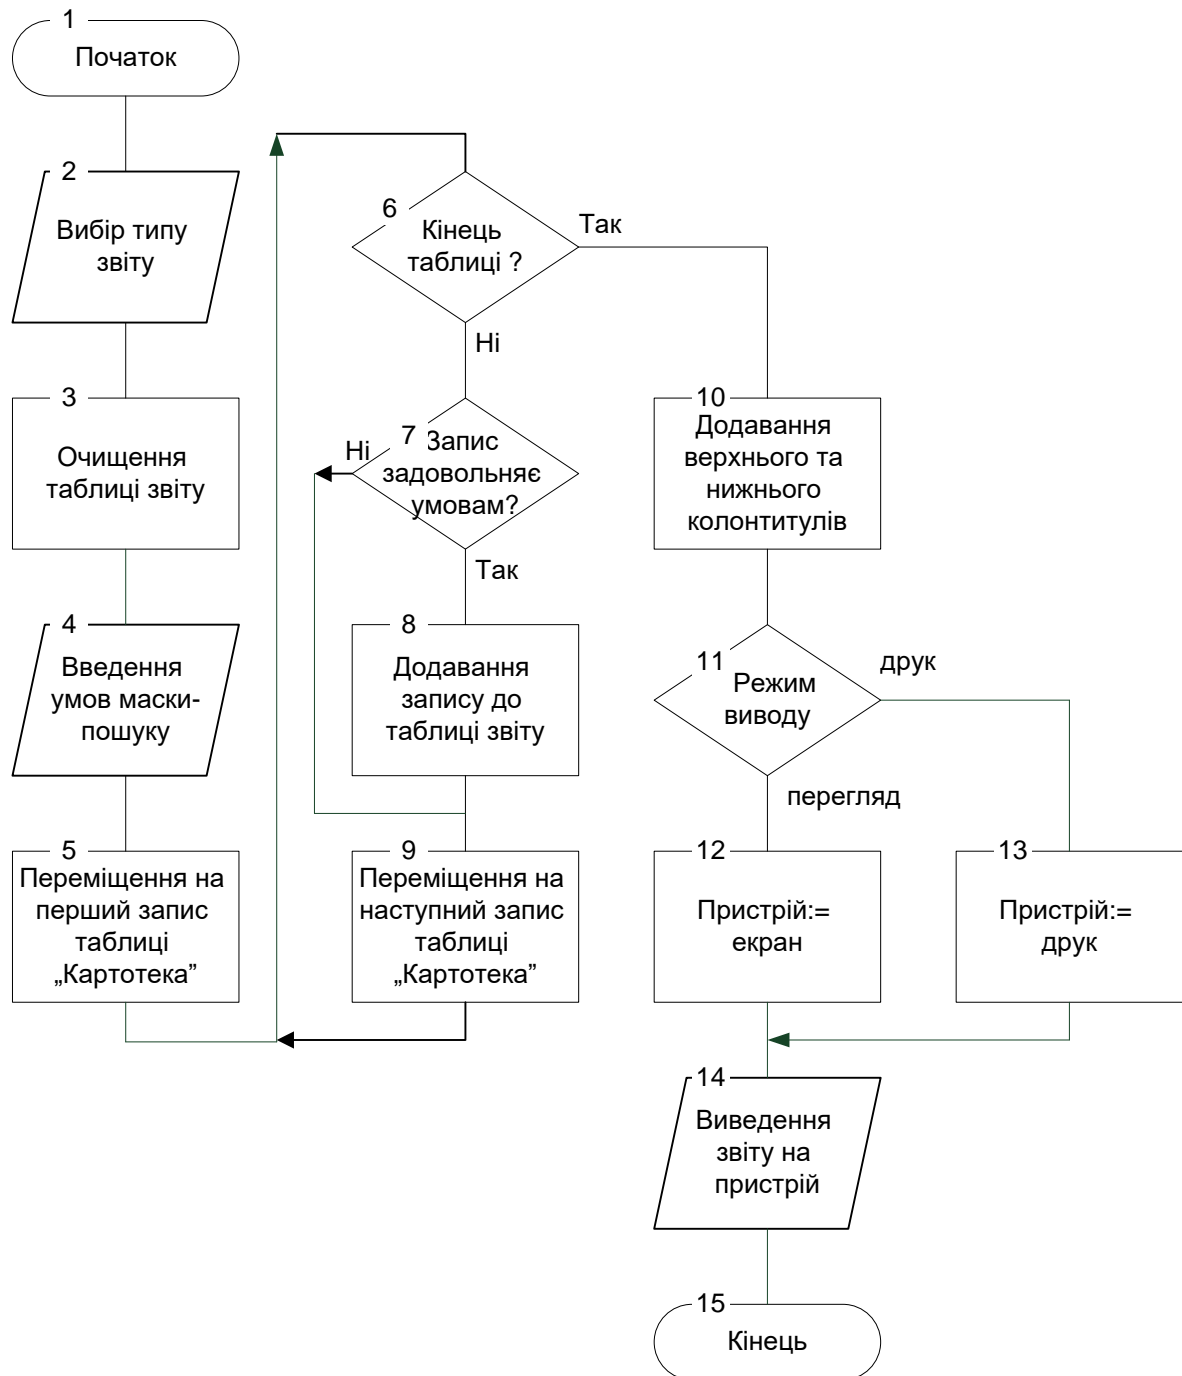 1
Початок
2
Вибір типу
звіту
3
Очищення
таблиці звіту
4
Введення
умов маски-
пошуку
5
Переміщення на
перший запис
таблиці
„Картотека”
6
Кінець
таблиці ?
Так
Ні
7
Запис
задовольняє
умовам?
Ні
Так
8
Додавання
запису до
таблиці звіту
9
Переміщення на
наступний запис
таблиці
„Картотека”
10
Додавання
верхнього та
нижнього
колонтитулів
11
Режим
виводу
друк
перегляд
12
Пристрій:=
екран
13
Пристрій:=
друк
14
Виведення
звіту на
пристрій
15
Кінець